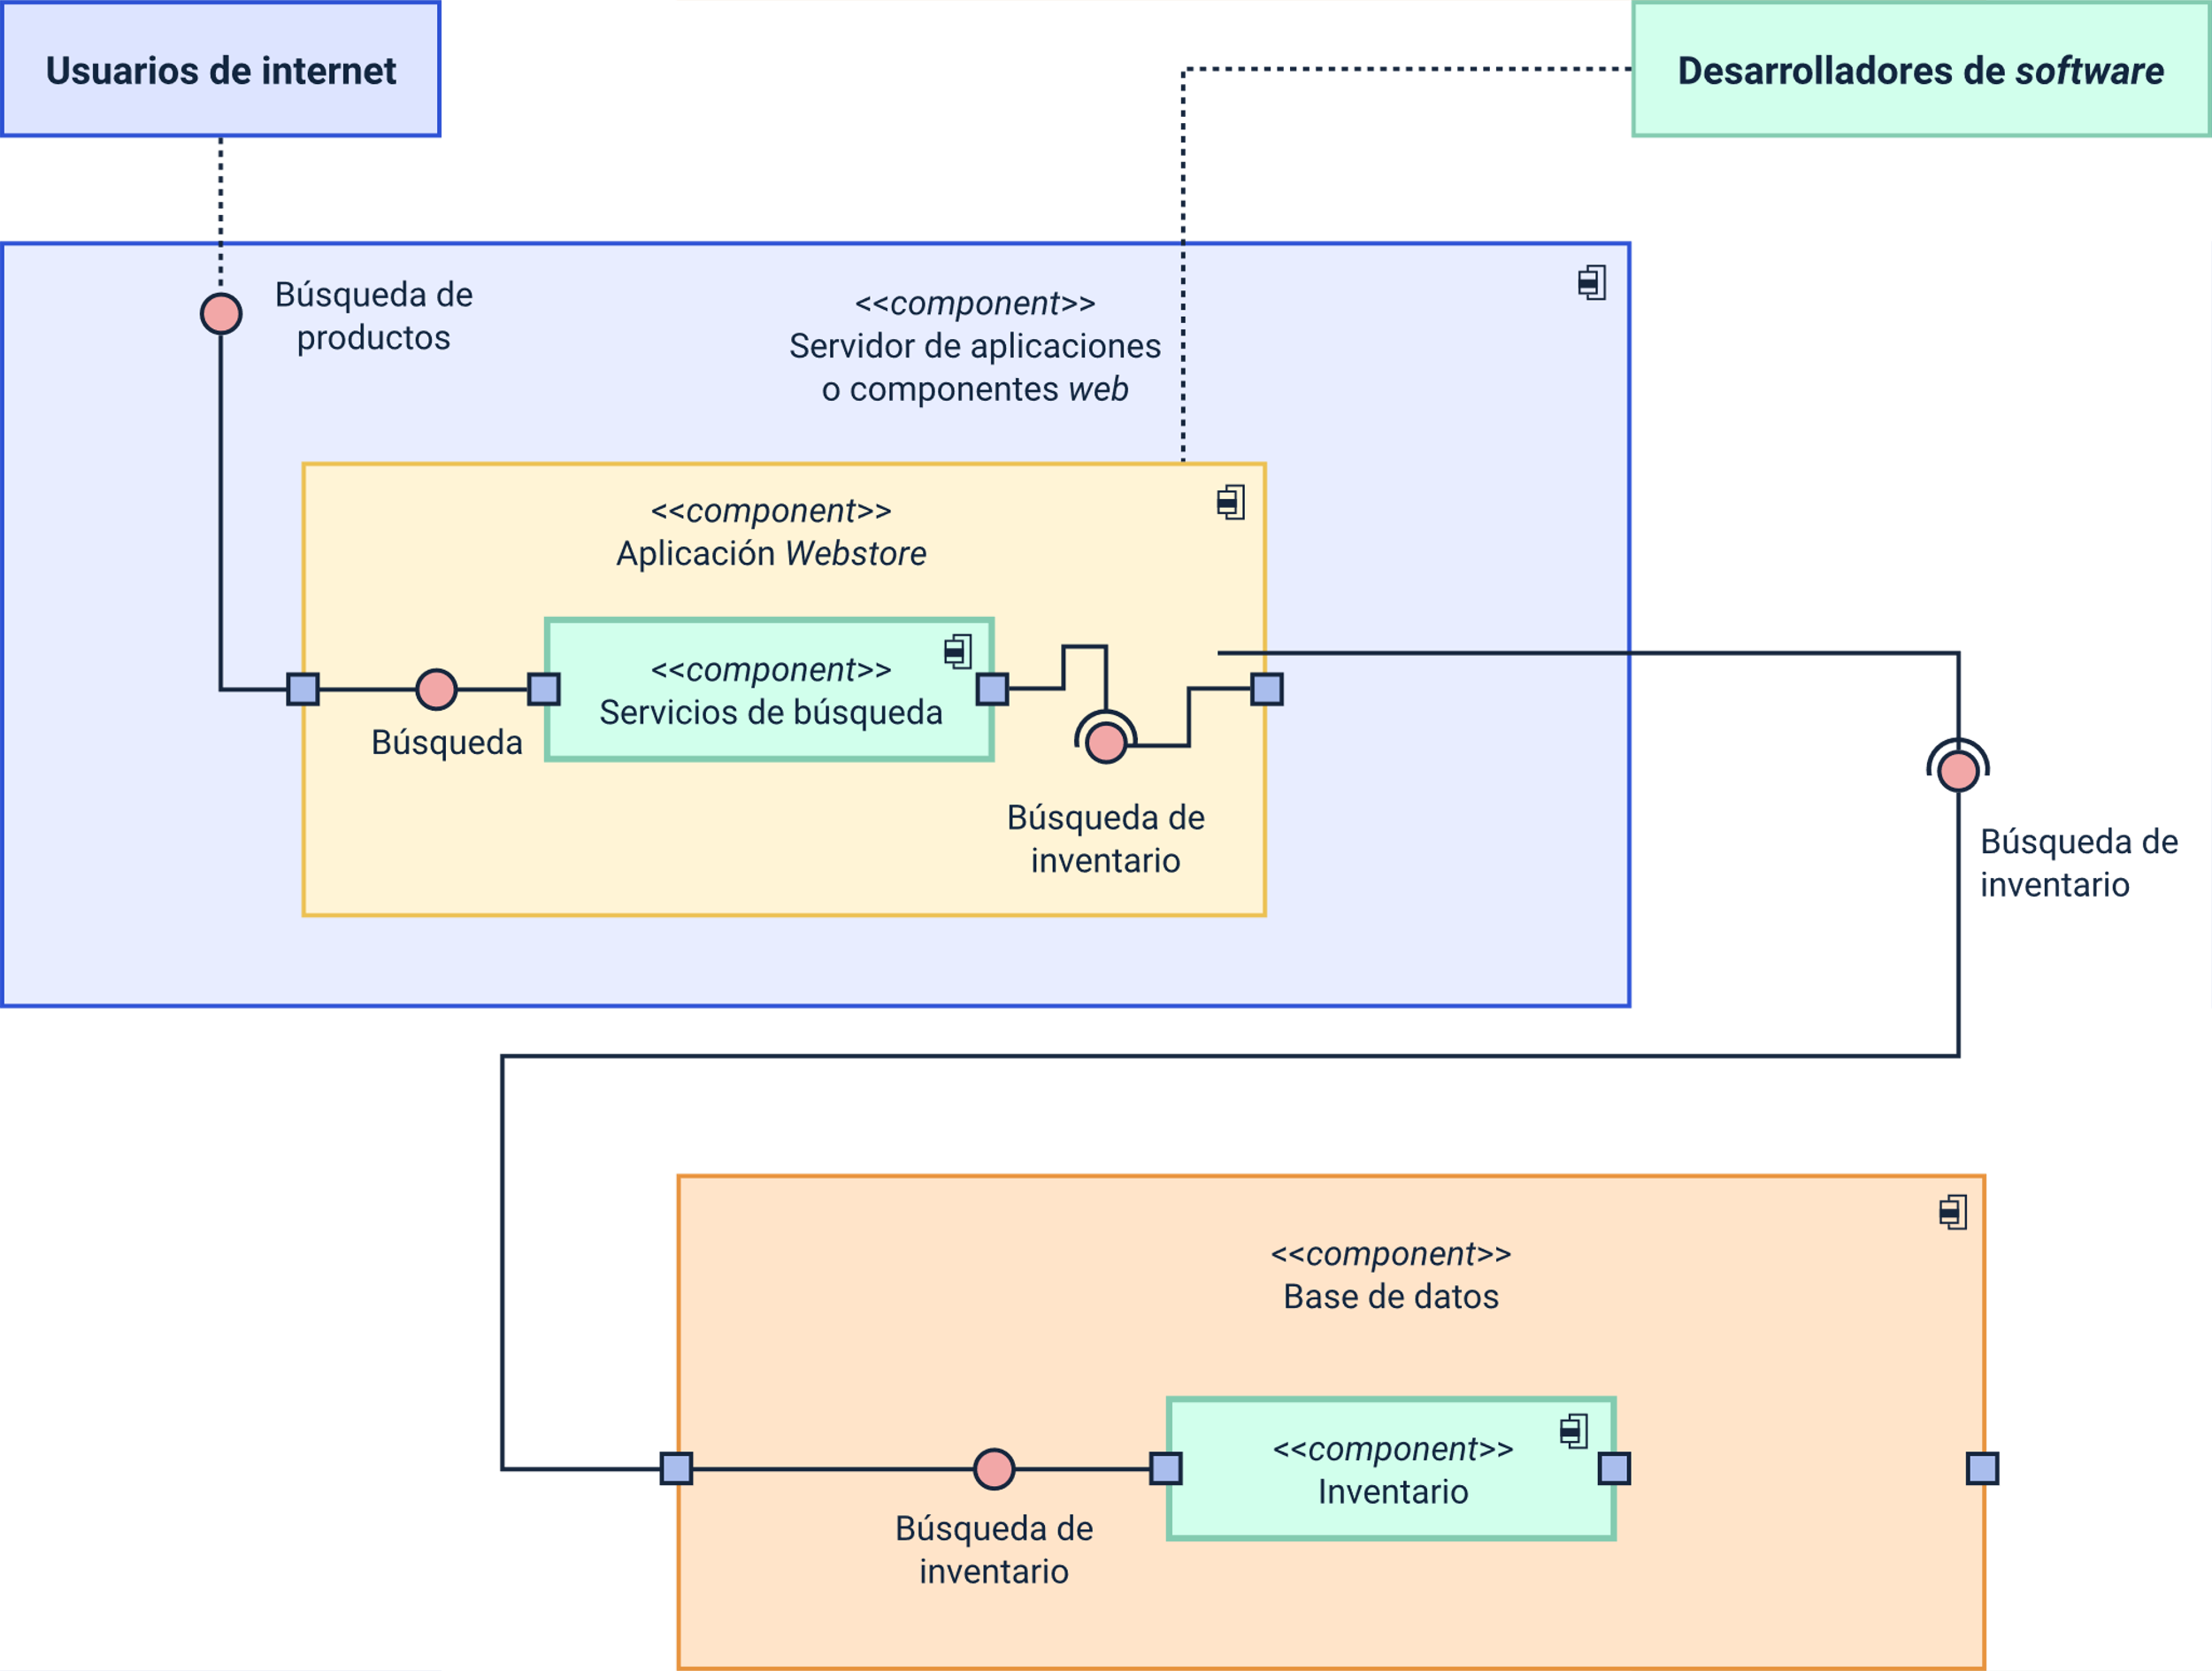 Usuarios de internet
Desarrolladores de software
Búsqueda de
productos
<<component>>
Servidor de aplicaciones
o componentes web
<<component>>
Aplicación Webstore
<<component>>
Servicios de búsqueda
Búsqueda
Búsqueda de
inventario
Búsqueda de
inventario
<<component>>
Base de datos
<<component>>
Inventario
Búsqueda de
inventario